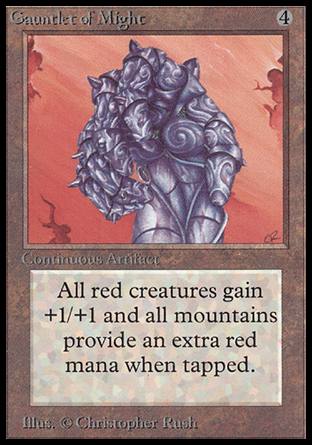 Gauntlet of Might 4
Continuous Artifact
All red creatures gain
+1/+1 and all mountains
provide an extra red
mana when tapped.
Illus. © Christopher Rush